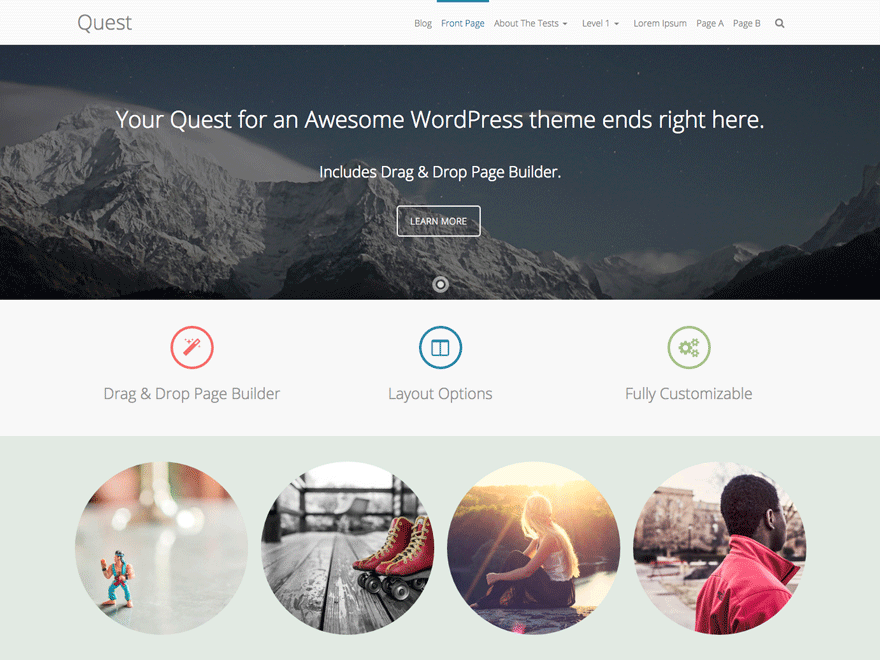 Quest
Blog Front Page About The Tests Level 1 Lorem Ipsum Page A Page B
Your Quest for an Awesome WordPress theme ends right here.
Includes Drag & Drop Page Builder.
LEARN MORE
Drag & Drop Page Builder Layout Options Fully Customizable